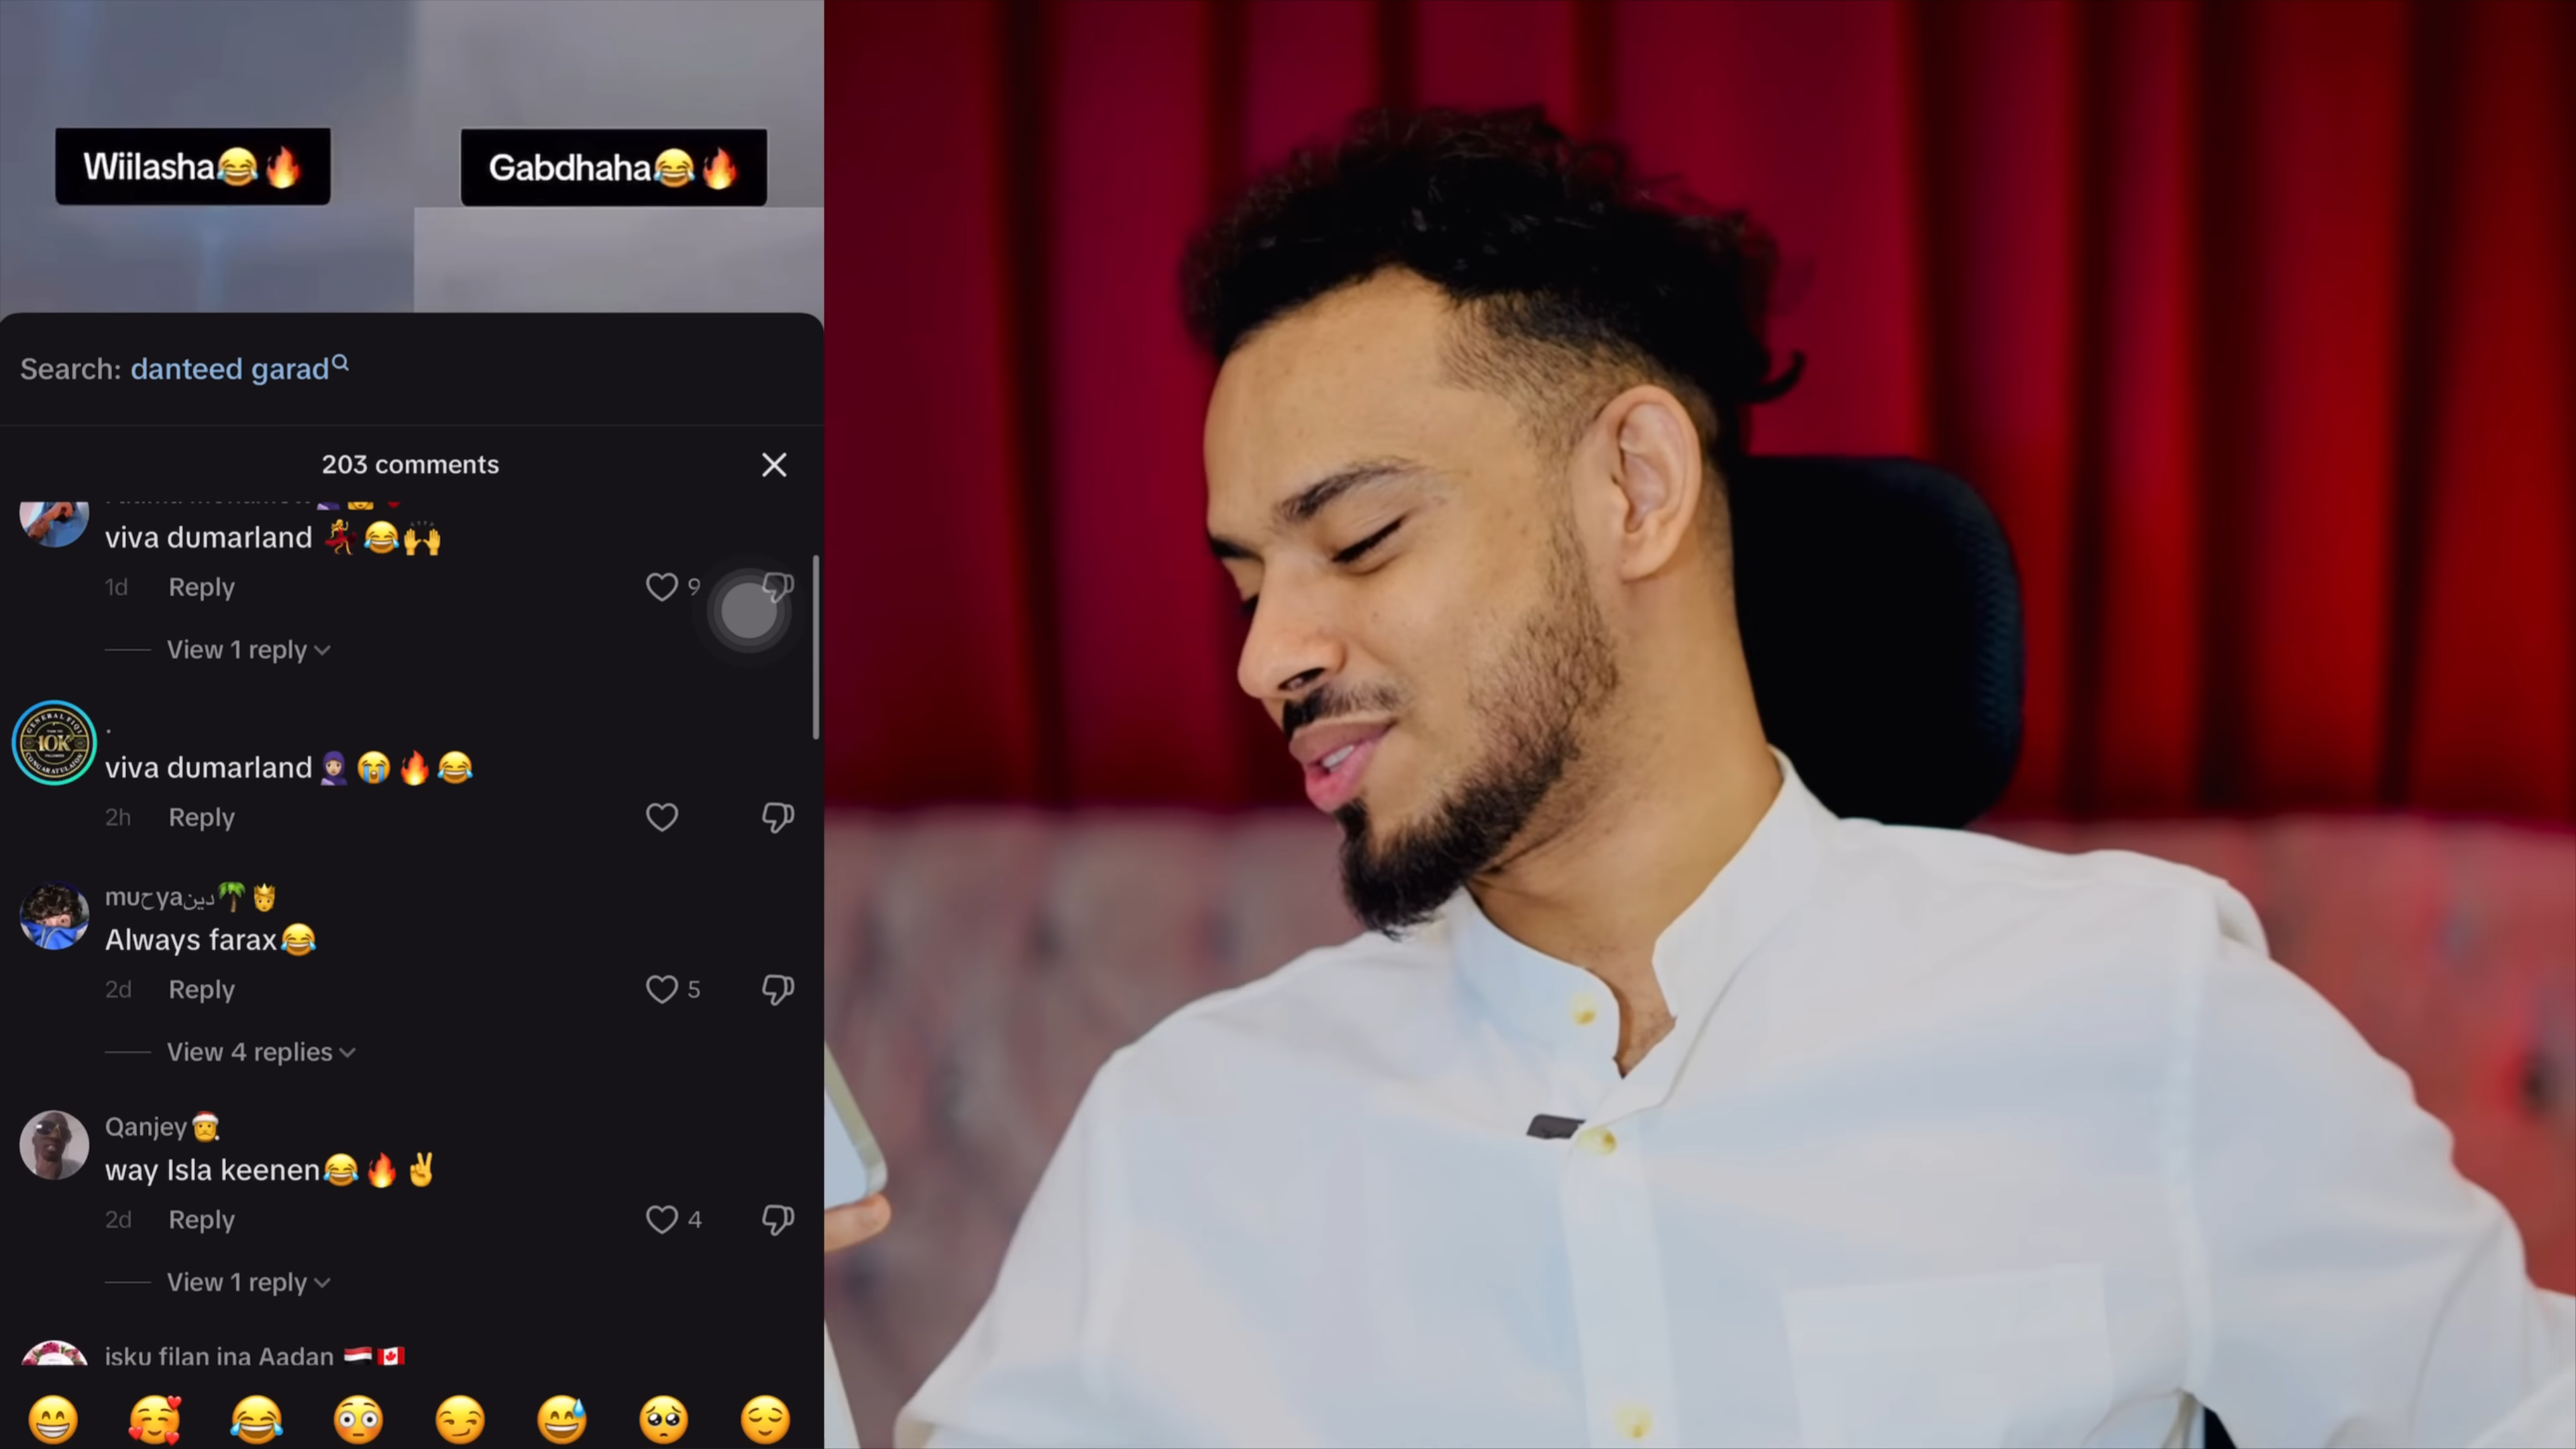 Wiilasha😂🔥
Gabdhaha😂🔥
Search: danteed garad
203 comments
viva dumarland 💃😂🙌
1d Reply 9
View 1 reply
.
10K
viva dumarland 🧕😭🔥😂
2h Reply
muحyaدين🌴🤴
Always farax😂
2d Reply 5
View 4 replies
Qanjey🎅
way Isla keenen😂🔥✌
2d Reply 4
View 1 reply
isku filan ina Aadan 🇾🇪🇨🇦